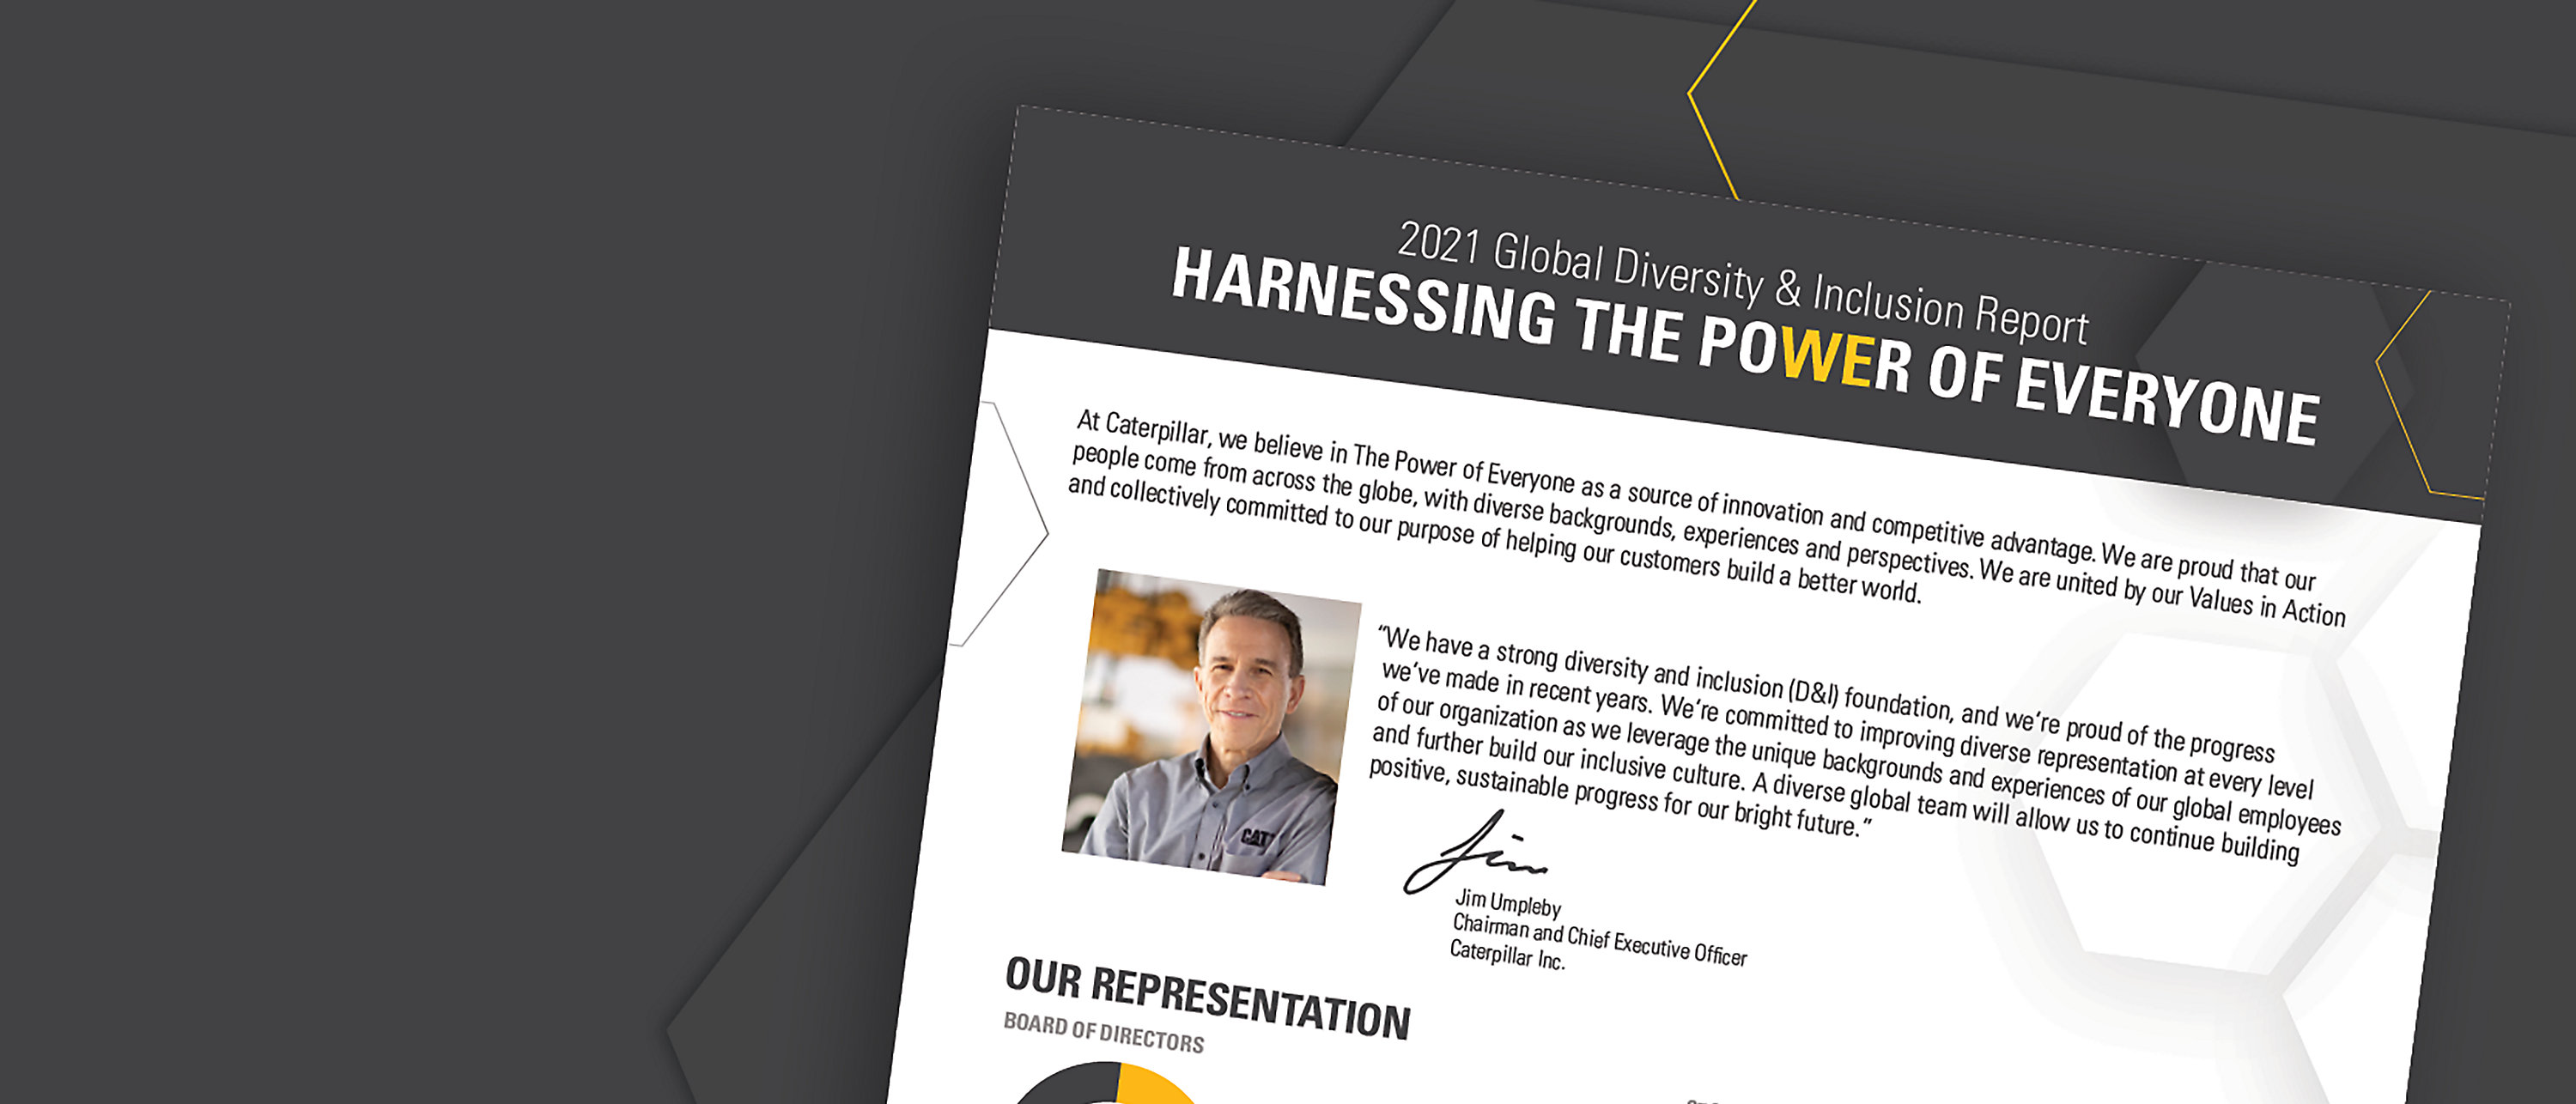 2021 Global Diversity & Inclusion Report
HARNESSING THE POWER OF EVERYONE
At Caterpillar, we believe in The Power of Everyone as a source of innovation and competitive advantage. We are proud that our
people come from across the globe, with diverse backgrounds, experiences and perspectives. We are united by our Values in Action
and collectively committed to our purpose of helping our customers build a better world.
“We have a strong diversity and inclusion (D&I) foundation, and we’re proud of the progress
we’ve made in recent years. We’re committed to improving diverse representation at every level
of our organization as we leverage the unique backgrounds and experiences of our global employees
and further build our inclusive culture. A diverse global team will allow us to continue building
positive, sustainable progress for our bright future.”
CAT
Jim
Jim Umpleby
Chairman and Chief Executive Officer
Caterpillar Inc.
OUR REPRESENTATION
BOARD OF DIRECTORS